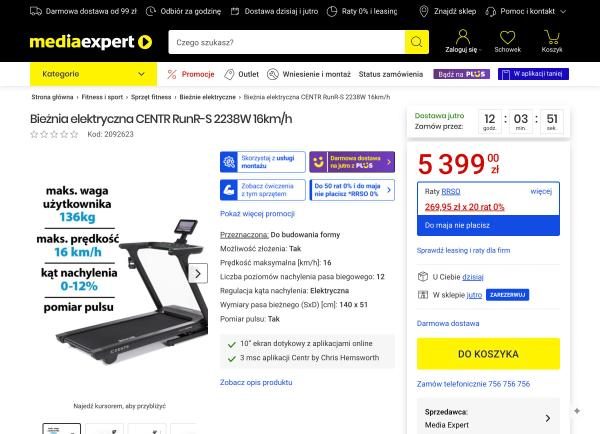 Darmowa dostawa od 99 zł
Odbiór za godzinę
Dostawa dzisiaj i jutro
Raty 0% i leasing
Znajdź sklep
Pomoc i kontakt
mediaexpert
Czego szukasz?
Zaloguj się
Schowek
Koszyk
Kategorie
Promocje
Outlet
Wniesienie i montaż
Status zamówienia
Bądź na PLUS
W aplikacji taniej
Strona główna › Fitness i sport › Sprzęt fitness › Bieżnie elektryczne › Bieżnia elektryczna CENTR RunR-S 2238W 16km/h
Bieżnia elektryczna CENTR RunR-S 2238W 16km/h
Kod: 2092623
Dostawa jutro
Zamów przez:
12 : 03 : 51
godz. min. sek.
maks. waga
użytkownika
136kg
maks. prędkość
16 km/h
kąt nachylenia
0-12%
pomiar pulsu
Najedź kursorem, aby przybliżyć
Skorzystaj z usługi
montażu
Darmowa dostawa
na jutro z PLUS
Zobacz ćwiczenia
z tym sprzętem
Do 50 rat 0% i do maja
nie płacisz *RRSO 0%
Pokaż więcej promocji
Przeznaczona: Do budowania formy
Możliwość złożenia: Tak
Prędkość maksymalna [km/h]: 16
Liczba poziomów nachylenia pasa biegowego: 12
Regulacja kąta nachylenia: Elektryczna
Wymiary pasa bieżnego (SxD) [cm]: 140 x 51
Pomiar pulsu: Tak
10" ekran dotykowy z aplikacjami online
3 msc aplikacji Centr by Chris Hemsworth
Zobacz opis produktu
5 399 00 zł
Raty RRSO
więcej
269,95 zł x 20 rat 0%
Do maja nie płacisz
Sprawdź leasing i raty dla firm
U Ciebie dzisiaj
W sklepie jutro
ZAREZERWUJ
Darmowa dostawa
DO KOSZYKA
Zamów telefonicznie 756 756 756
Sprzedawca:
Media Expert